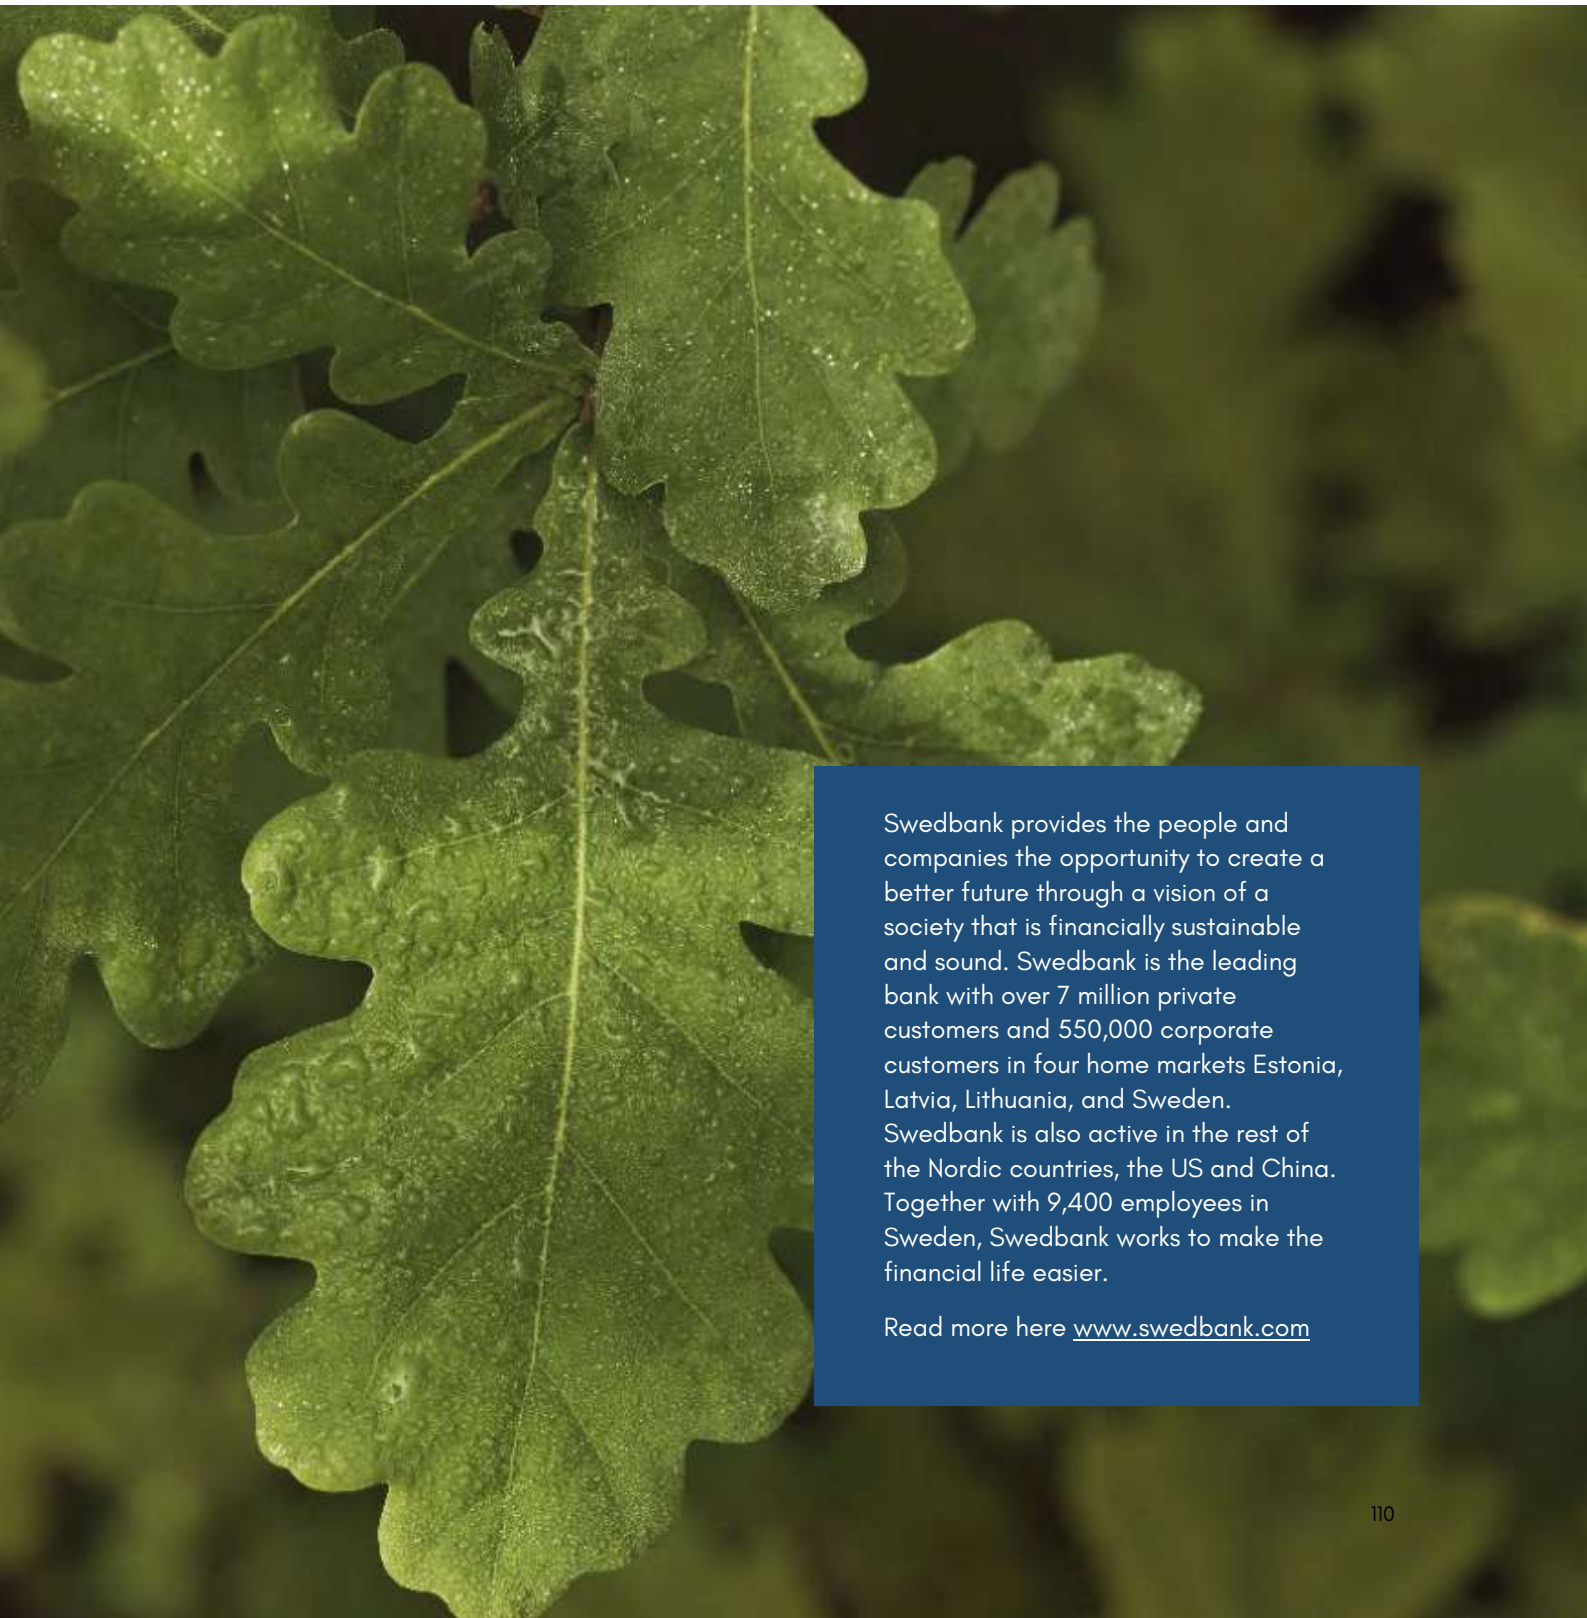 Swedbank provides the people and
companies the opportunity to create a
better future through a vision of a
society that is financially sustainable
and sound. Swedbank is the leading
bank with over 7 million private
customers and 550,000 corporate
customers in four home markets Estonia,
Latvia, Lithuania, and Sweden.
Swedbank is also active in the rest of
the Nordic countries, the US and China.
Together with 9,400 employees in
Sweden, Swedbank works to make the
financial life easier.
Read more here www.swedbank.com
110